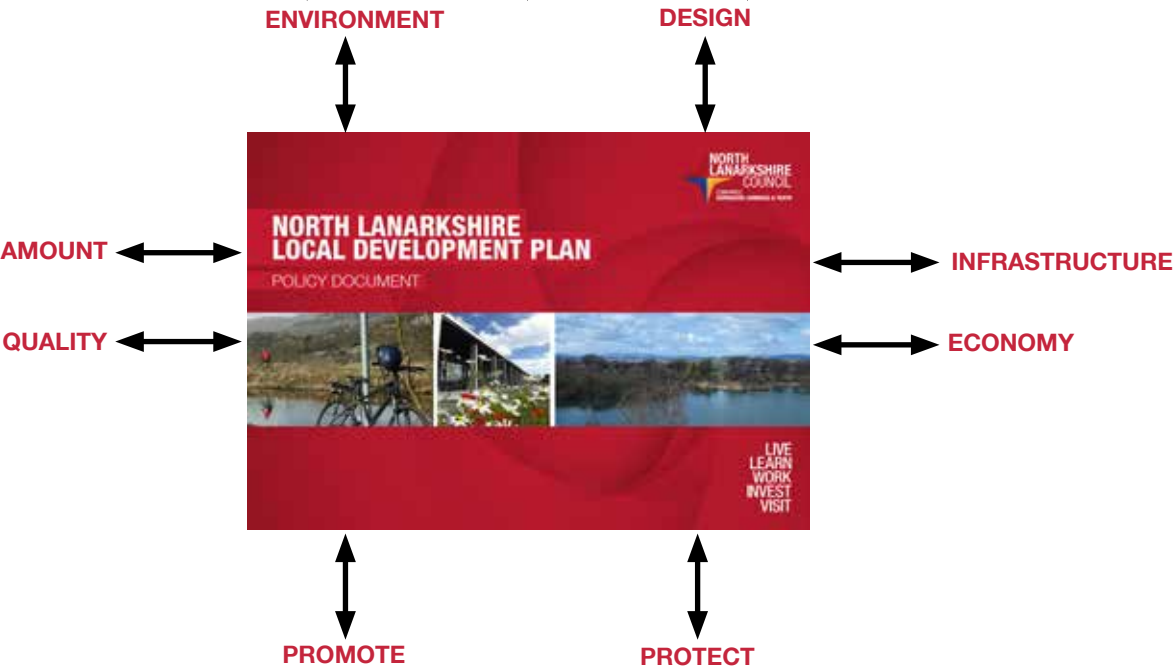 ENVIRONMENT
DESIGN
NORTH
LANARKSHIRE
COUNCIL
NORTH LANARKSHIRE
LOCAL DEVELOPMENT PLAN
POLICY DOCUMENT
AMOUNT
INFRASTRUCTURE
QUALITY
ECONOMY
LIVE
LEARN
WORK
INVEST
VISIT
PROMOTE
PROTECT